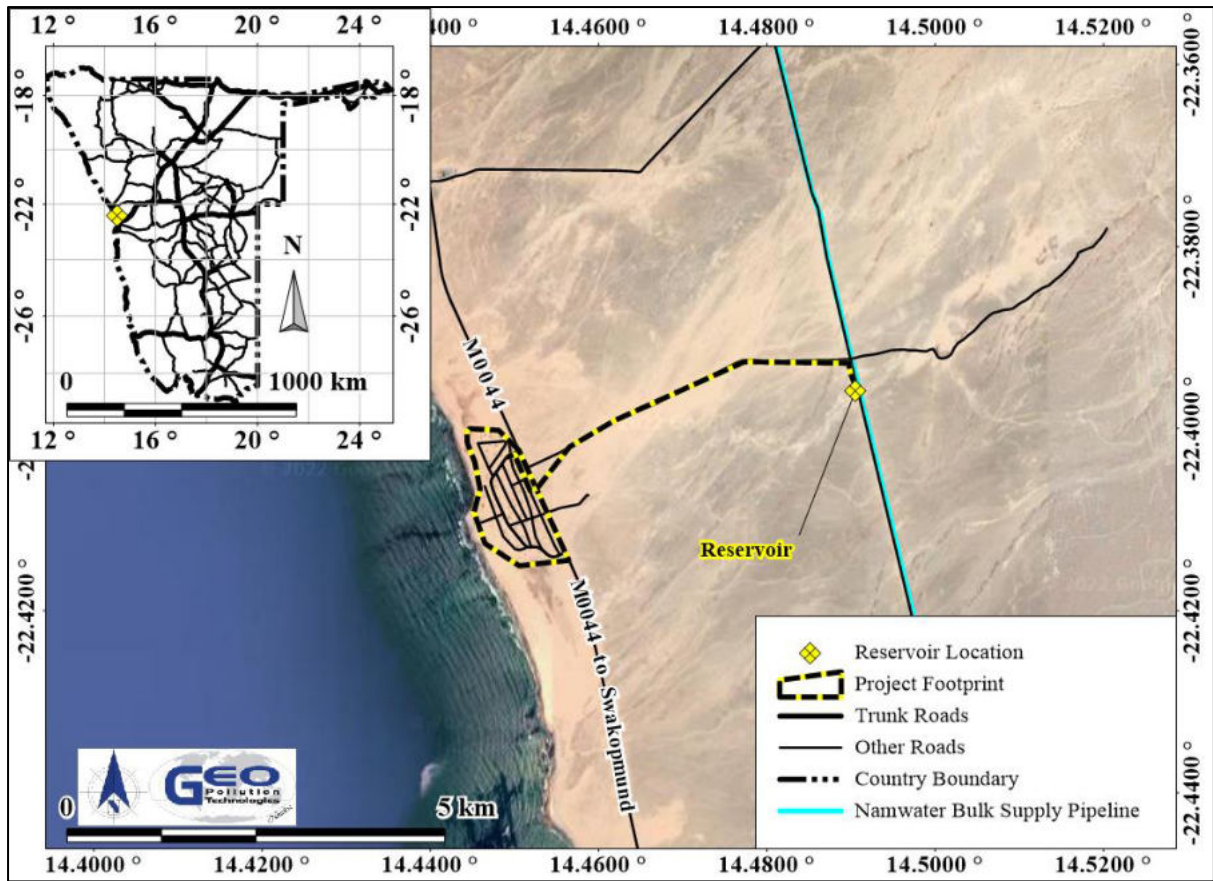 12 ° 16 ° 20 ° 24 °
400 14.4600 ° 14.4800 ° 14.5000 ° 14.5200 °
-18 ° -18 °
-22.3600 °
-22 ° -22 °
N
-22.3800 °
-26 ° -26 °
0 1000 km
12 ° 16 ° 20 ° 24 °
M0044
-22.4000 °
Reservoir
-22.4200 ° -22.4200 °
M0044 to Swakopmund
Reservoir Location
Project Footprint
Trunk Roads
Other Roads
Country Boundary
Namwater Bulk Supply Pipeline
GEO
Pollution
Technologies
0 5 km
-22.4400 °
14.4000 ° 14.4200 ° 14.4400 ° 14.4600 ° 14.4800 ° 14.5000 ° 14.5200 °